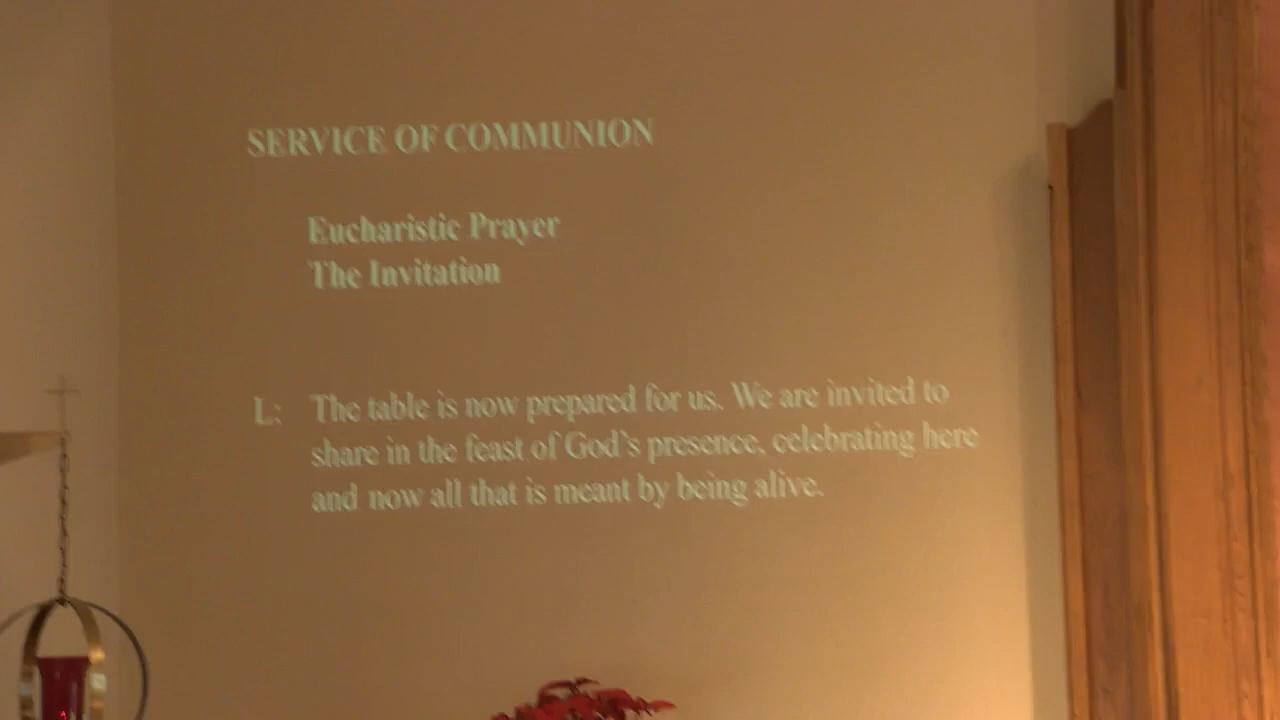 SERVICE OF COMMUNION
Eucharistic Prayer
The Invitation
L: The table is now prepared for us. We are invited to
share in the feast of God's presence, celebrating here
and now all that is meant by being alive.